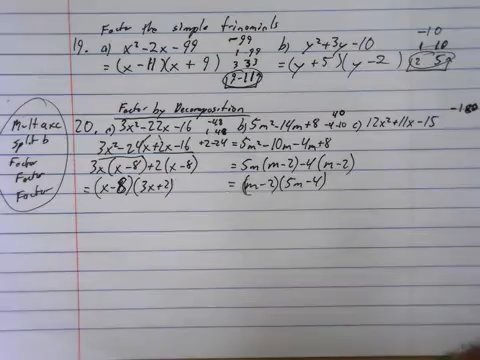 Factor the simple trinomials
19. a) x²-2x-99 -99 b) y²+3y-10 -10
1 99 1 10
=(x-11)(x+9) 3 33 =(y+5)(y-2) 2 5
9-11
Factor by Decomposition
Mult axc
Split b
Factor
Factor
Factor
20. a) 3x²-22x-16 -48 b) 5m²-14m+8 40 -4-10 c) 12x²+11x-15 -180
1 48
3x²-24x+2x-16 +2-24 =5m²-10m-4m+8
3x(x-8)+2(x-8) =5m(m-2)-4(m-2)
=(x-8)(3x+2) =(m-2)(5m-4)